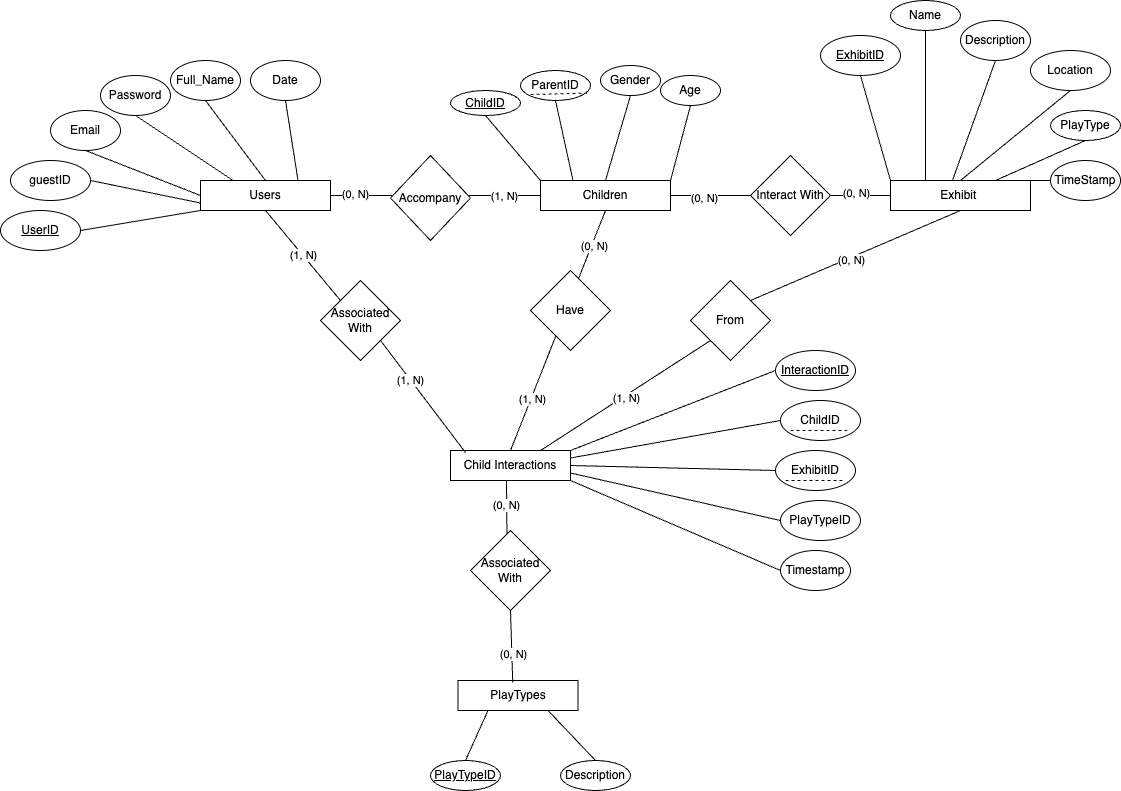 Name
ExhibitID
Description
Location
PlayType
TimeStamp
Full_Name
Date
Password
Email
guestID
UserID
ChildID
ParentID
Gender
Age
Users
(0, N)
Accompany
(1, N)
Children
(0, N)
Interact With
(0, N)
Exhibit
(1, N)
(0, N)
(0, N)
Associated
With
Have
From
(1, N)
(1, N)
(1, N)
InteractionID
ChildID
ExhibitID
PlayTypeID
Timestamp
Child Interactions
(0, N)
Associated
With
(0, N)
PlayTypes
PlayTypeID
Description